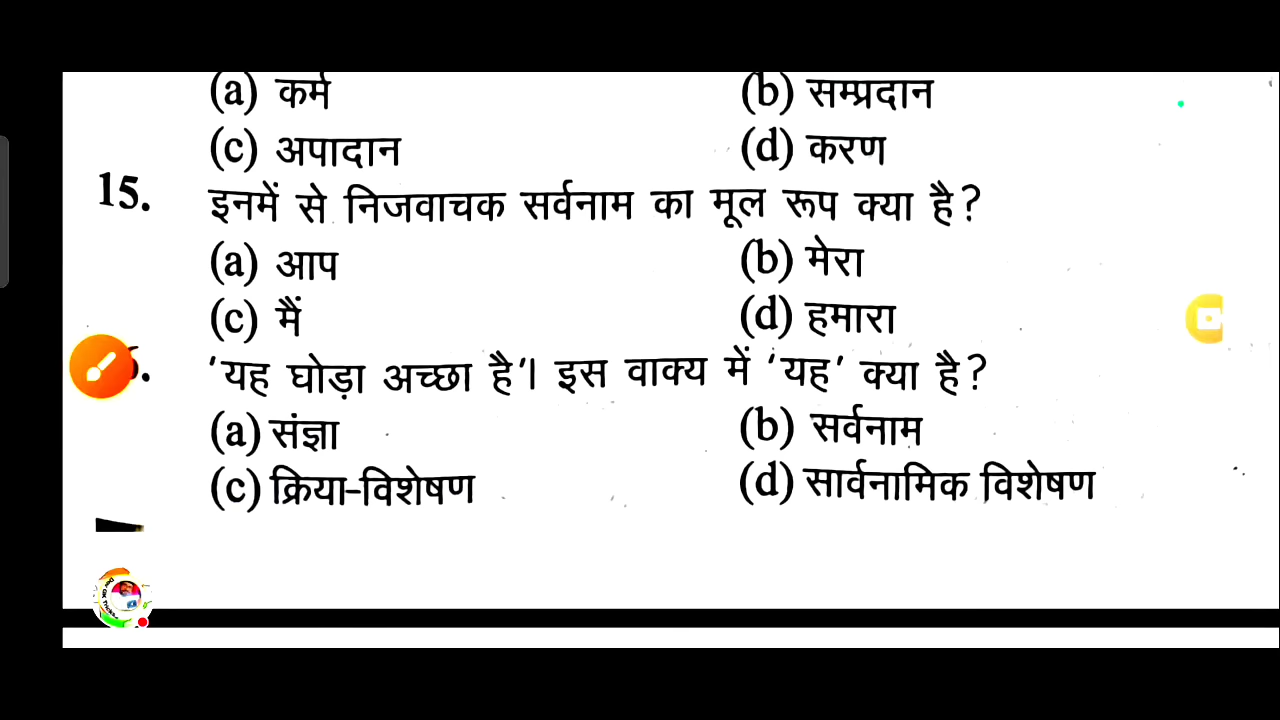 (a) कर्म (b) सम्प्रदान
(c) अपादान (d) करण
15. इनमें से निजवाचक सर्वनाम का मूल रूप क्या है?
(a) आप (b) मेरा
(c) मैं (d) हमारा
'यह घोड़ा अच्छा है'। इस वाक्य में 'यह' क्या है?
(a) संज्ञा (b) सर्वनाम
(c) क्रिया-विशेषण (d) सार्वनामिक विशेषण